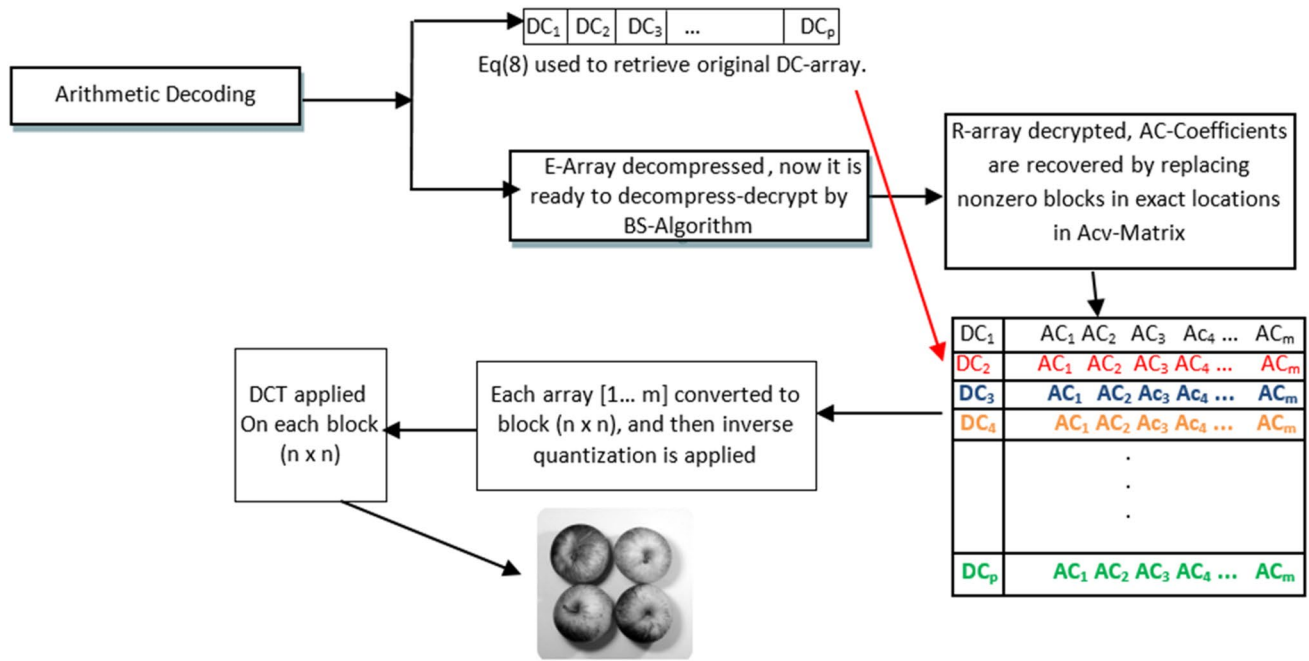 DC₁ DC₂ DC₃ ... DCₚ
Eq(8) used to retrieve original DC-array.
Arithmetic Decoding
E-Array decompressed, now it is
ready to decompress-decrypt by
BS-Algorithm
R-array decrypted, AC-Coefficients
are recovered by replacing
nonzero blocks in exact locations
in Acv-Matrix
DC₁ AC₁ AC₂ AC₃ Ac₄ ... ACₘ
DC₂ AC₁ AC₂ AC₃ AC₄ ... ACₘ
DC₃ AC₁ AC₂ Ac₃ Ac₄ ... ACₘ
DC₄ AC₁ AC₂ Ac₃ Ac₄ ... ACₘ
.
.
.
DCₚ AC₁ AC₂ AC₃ AC₄ ... ACₘ
Each array [1... m] converted to
block (n x n), and then inverse
quantization is applied
DCT applied
On each block
(n x n)